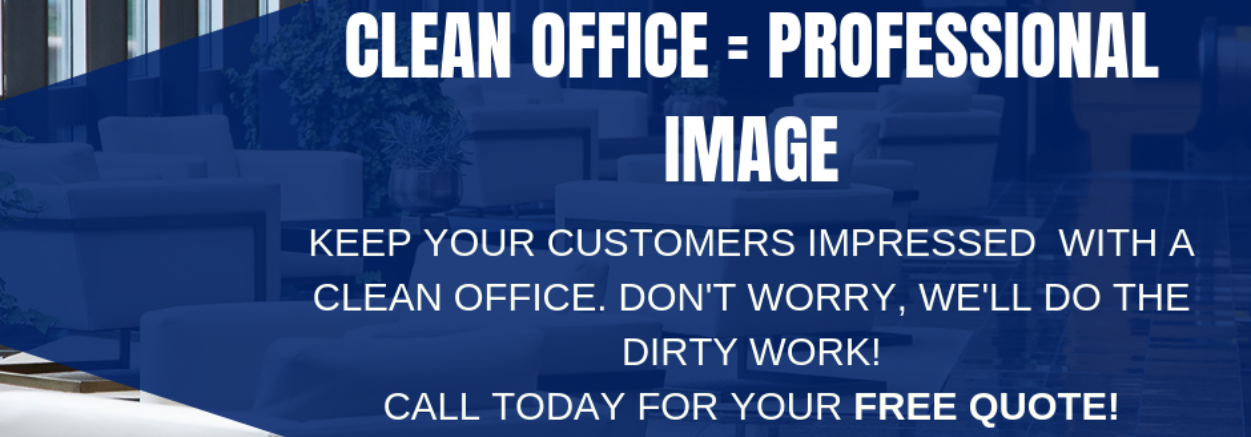 CLEAN OFFICE = PROFESSIONAL
IMAGE
KEEP YOUR CUSTOMERS IMPRESSED  WITH A
CLEAN OFFICE. DON'T WORRY, WE'LL DO THE
DIRTY WORK!
CALL TODAY FOR YOUR FREE QUOTE!